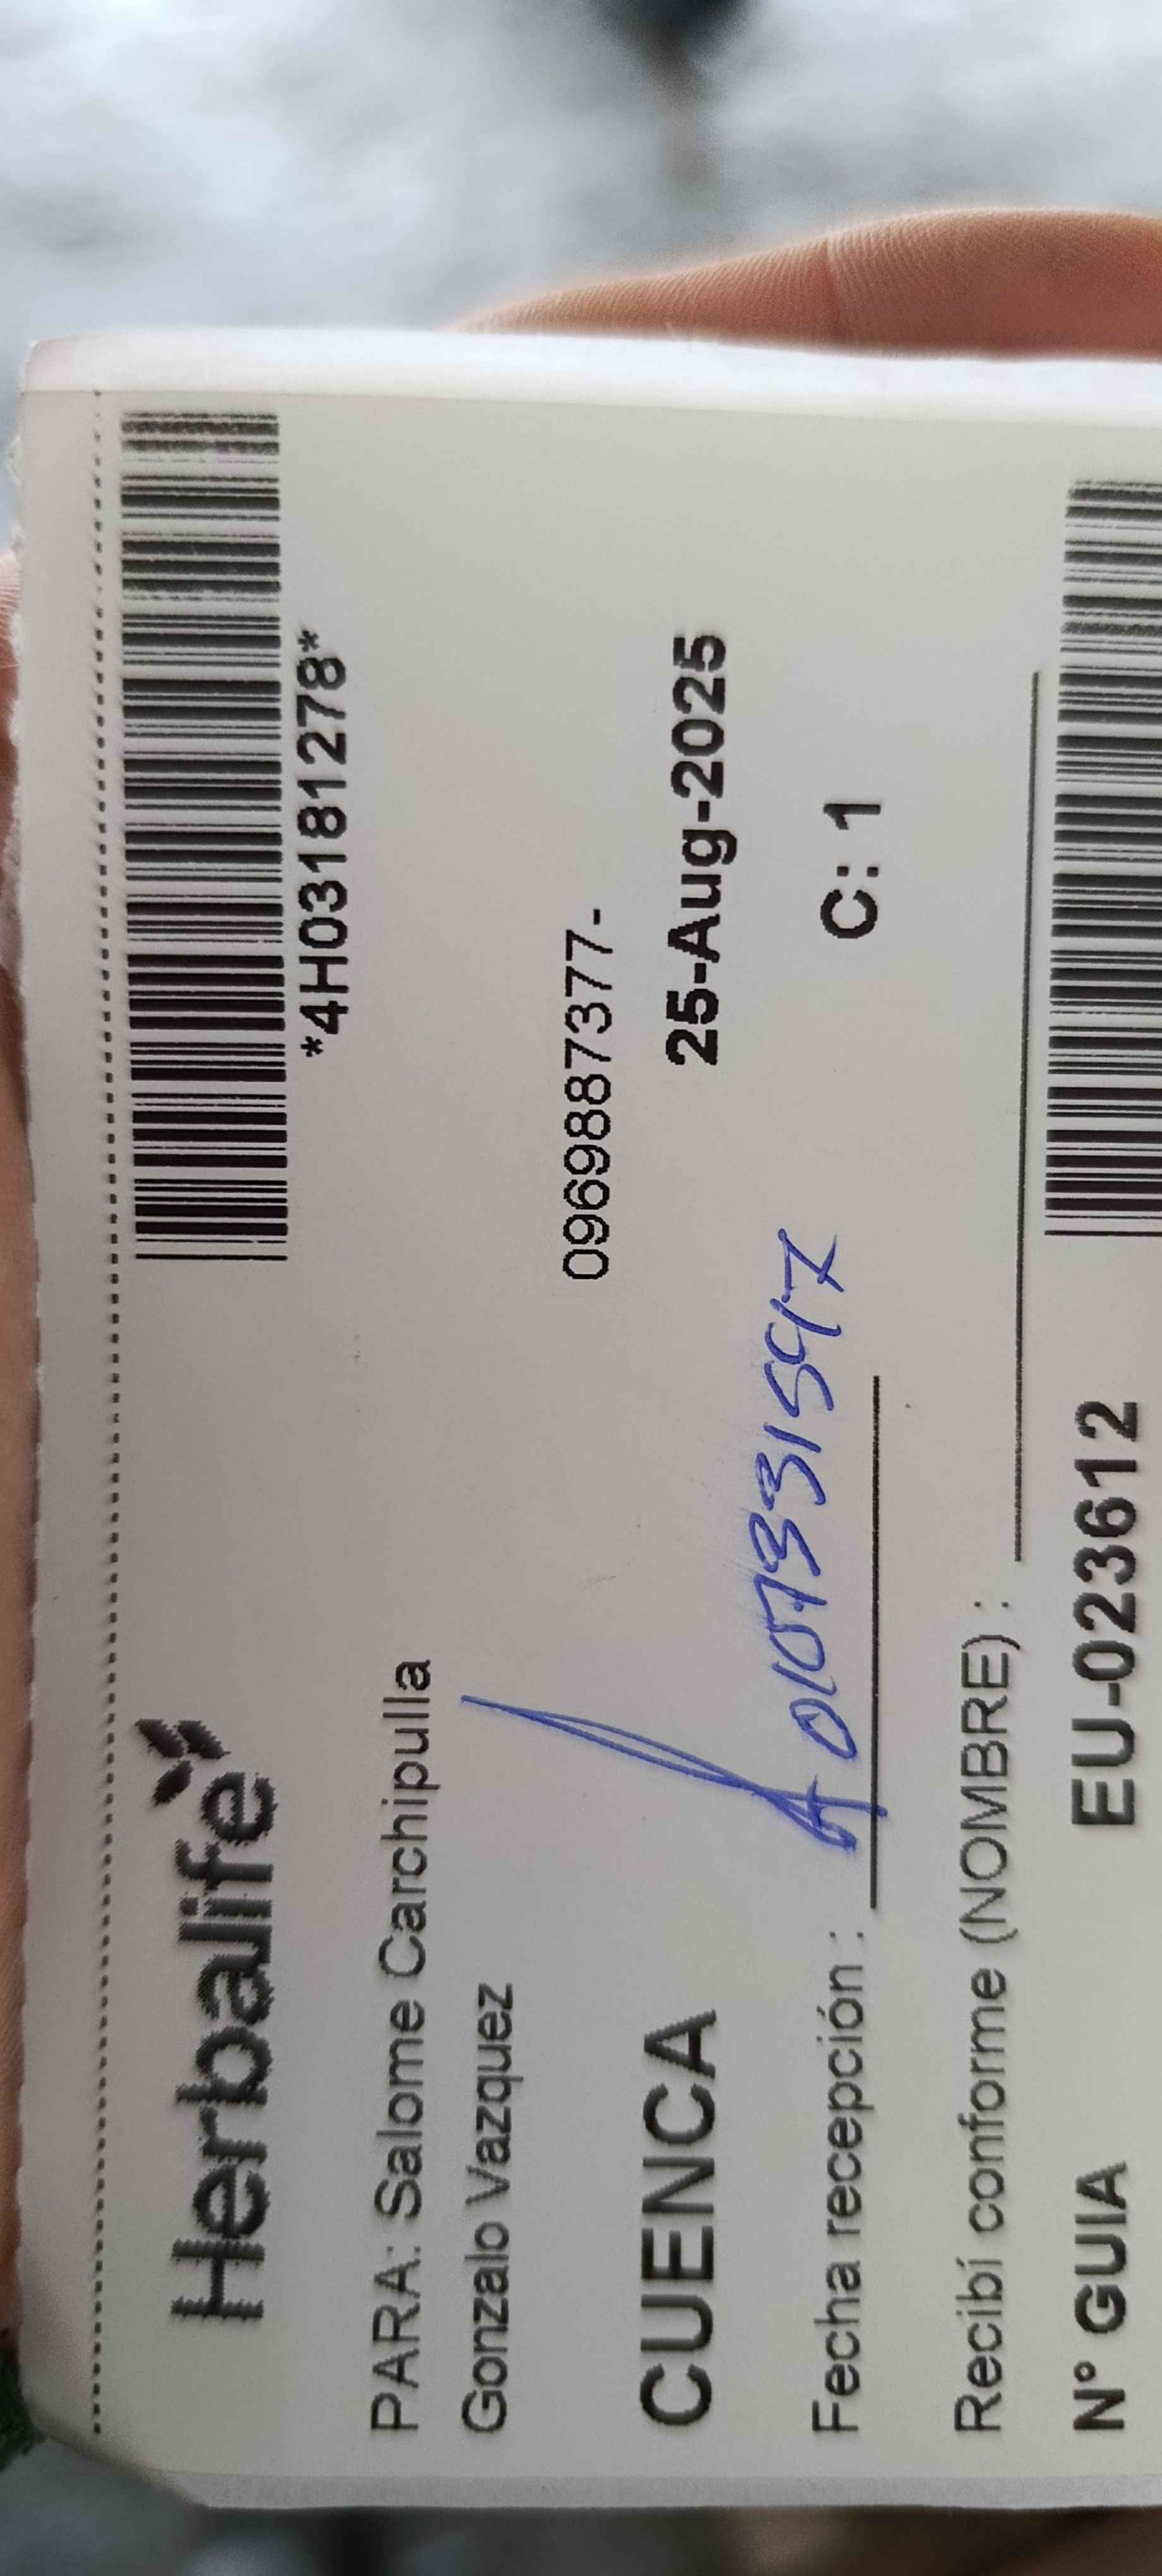 Herbalife
*4H03181278*
PARA: Salome Carchipulla
Gonzalo Vazquez
0969887377-
CUENCA 25-Aug-2025
Fecha recepción : C: 1
Recibí conforme (NOMBRE) :
N° GUIA EU-023612